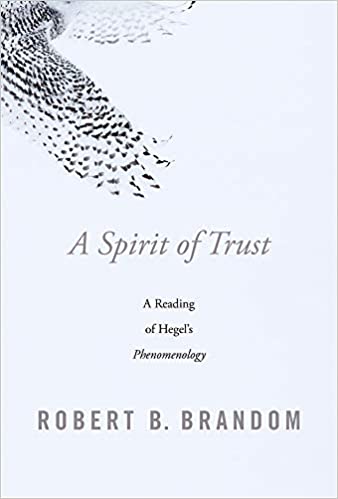 A Spirit of Trust
A Reading
of Hegel's
Phenomenology
ROBERT B. BRANDOM